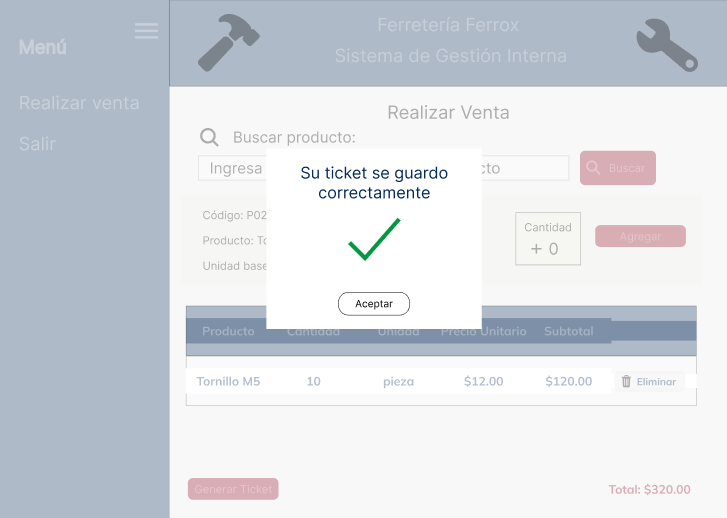 Menú
Realizar venta
Salir
Ferretería Ferrox
Sistema de Gestión Interna
Realizar Venta
Buscar producto:
Ingresa
cto
Buscar
Su ticket se guardo
correctamente
Aceptar
Código: P02
Producto: To
Unidad base
Cantidad
+ 0
Agregar
Producto Cantidad Unidad Precio Unitario Subtotal
Tornillo M5 10 pieza $12.00 $120.00 Eliminar
Generar Ticket
Total: $320.00